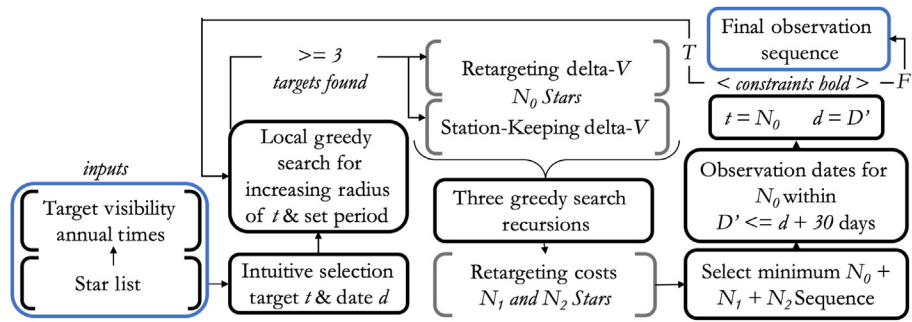 inputs
Target visibility
annual times
Star list
Intuitive selection
target t & date d
Local greedy
search for
increasing radius
of t & set period
>= 3
targets found
Retargeting delta-V
N₀ Stars
Station-Keeping delta-V
Three greedy search
recursions
Retargeting costs
N₁ and N₂ Stars
Select minimum N₀ +
N₁ + N₂ Sequence
Observation dates for
N₀ within
D’ <= d + 30 days
t = N₀ d = D’
T < constraints hold > F
Final observation
sequence